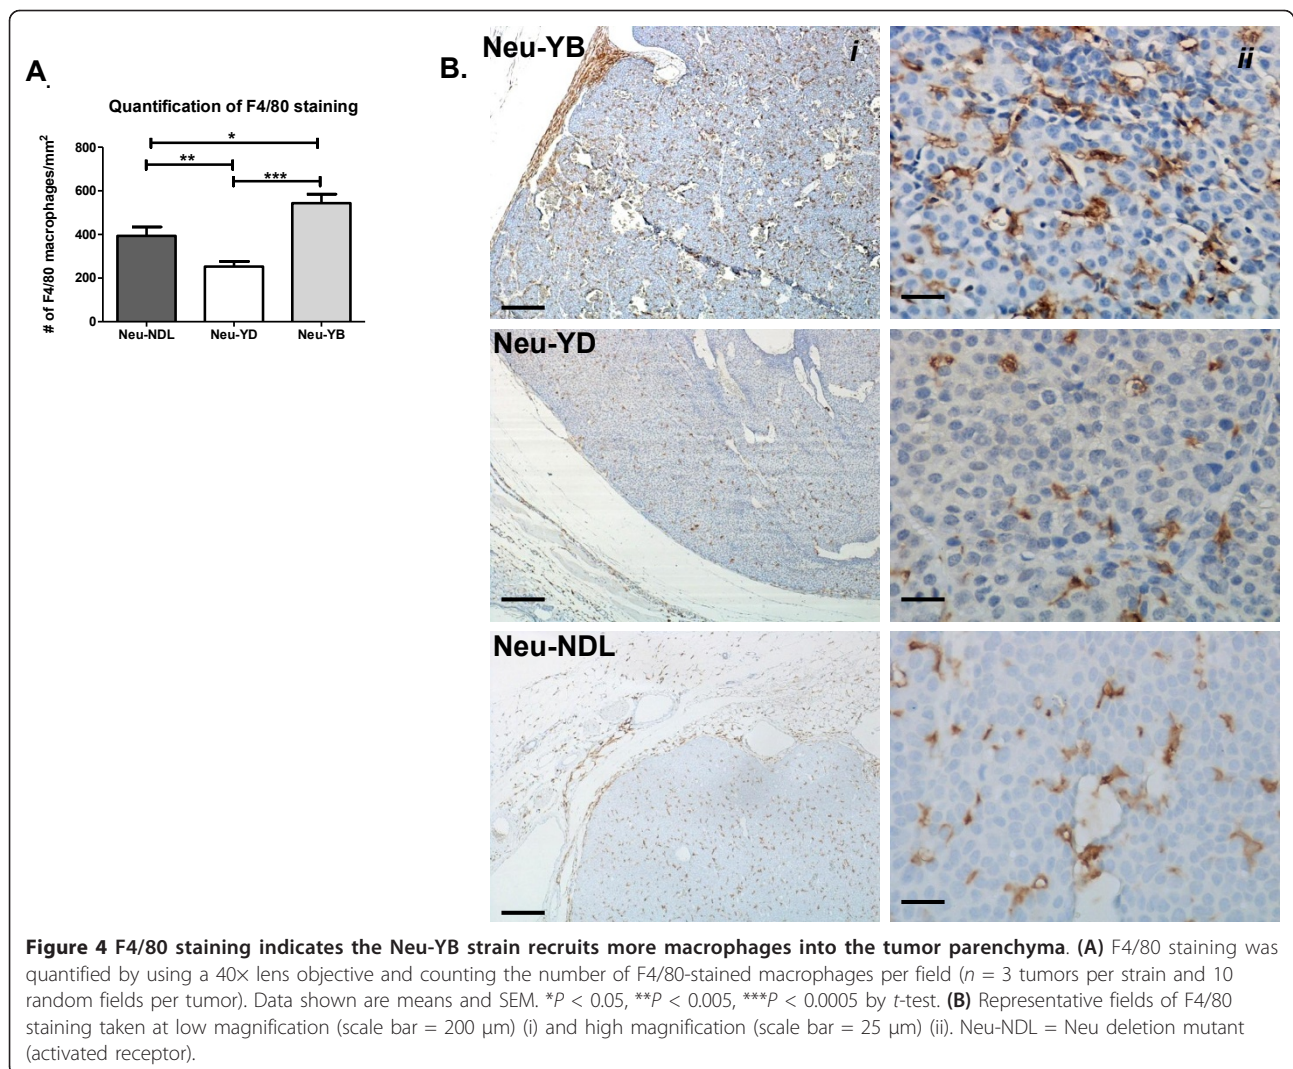 A.
Quantification of F4/80 staining
# of F4/80 macrophages/mm²
800
600
400
200
0
*
**
***
Neu-NDL Neu-YD Neu-YB
B.
Neu-YB
i
ii
Neu-YD
Neu-NDL
Figure 4 F4/80 staining indicates the Neu-YB strain recruits more macrophages into the tumor parenchyma. (A) F4/80 staining was
quantified by using a 40× lens objective and counting the number of F4/80-stained macrophages per field (n = 3 tumors per strain and 10
random fields per tumor). Data shown are means and SEM. *P < 0.05, **P < 0.005, ***P < 0.0005 by t-test. (B) Representative fields of F4/80
staining taken at low magnification (scale bar = 200 μm) (i) and high magnification (scale bar = 25 μm) (ii). Neu-NDL = Neu deletion mutant
(activated receptor).